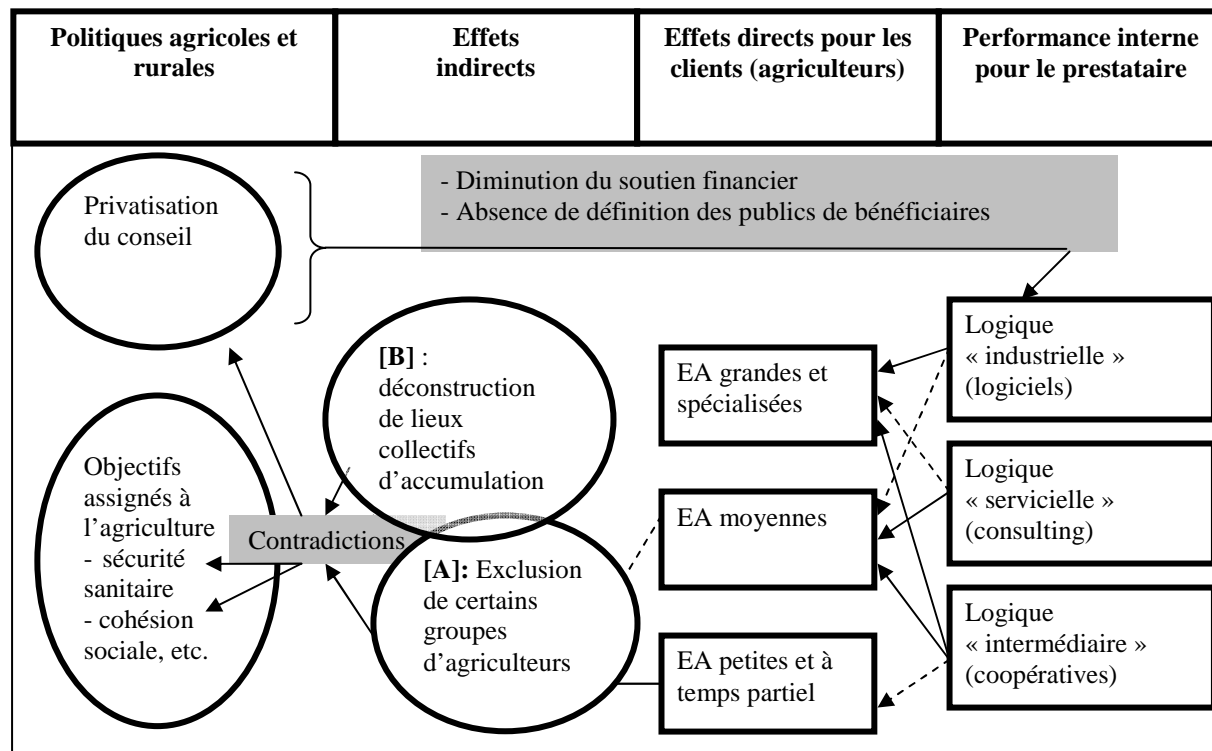 Politiques agricoles et
rurales
Effets
indirects
Effets directs pour les
clients (agriculteurs)
Performance interne
pour le prestataire
- Diminution du soutien financier
- Absence de définition des publics de bénéficiaires
Privatisation
du conseil
[B] :
déconstruction
de lieux
collectifs
d’accumulation
Objectifs
assignés à
l’agriculture
- sécurité
sanitaire
- cohésion
sociale, etc.
Contradictions
[A]: Exclusion
de certains
groupes
d’agriculteurs
EA grandes et
spécialisées
EA moyennes
EA petites et à
temps partiel
Logique
« industrielle »
(logiciels)
Logique
« servicielle »
(consulting)
Logique
« intermédiaire »
(coopératives)